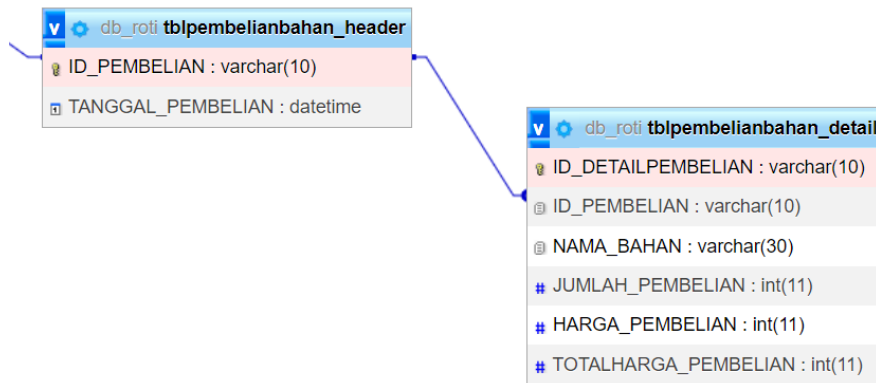 v db_roti tblpembelianbahan_header
ID_PEMBELIAN : varchar(10)
TANGGAL_PEMBELIAN : datetime
v db_roti tblpembelianbahan_detail
ID_DETAILPEMBELIAN : varchar(10)
ID_PEMBELIAN : varchar(10)
NAMA_BAHAN : varchar(30)
# JUMLAH_PEMBELIAN : int(11)
# HARGA_PEMBELIAN : int(11)
# TOTALHARGA_PEMBELIAN : int(11)